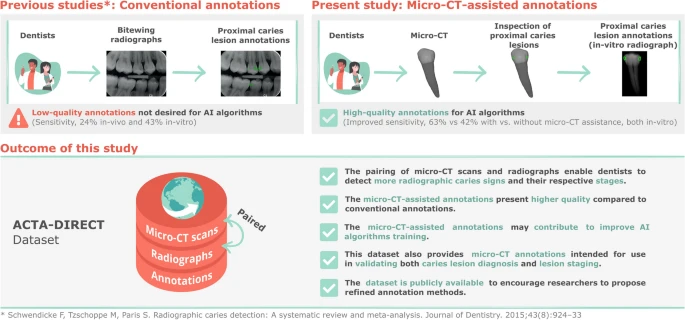 Previous studies*: Conventional annotations
Dentists
Bitewing
radiographs
Proximal caries
lesion annotations
Low-quality annotations not desired for AI algorithms
(Sensitivity, 24% in-vivo and 43% in-vitro)
Present study: Micro-CT-assisted annotations
Dentists
Micro-CT
Inspection of
proximal caries
lesions
Proximal caries
lesion annotations
(in-vitro radiograph)
High-quality annotations for AI algorithms
(Improved sensitivity, 63% vs 42% with vs. without micro-CT assistance, both in-vitro)
Outcome of this study
ACTA-DIRECT
Dataset
Micro-CT scans
Radiographs
Annotations
Paired
The pairing of micro-CT scans and radiographs enable dentists to
detect more radiographic caries signs and their respective stages.
The micro-CT-assisted annotations present higher quality compared to
conventional annotations.
The micro-CT-assisted annotations may contribute to improve AI
algorithms training.
This dataset also provides micro-CT annotations intended for use
in validating both caries lesion diagnosis and lesion staging.
The dataset is publicly available to encourage researchers to propose
refined annotation methods.
* Schwendicke F, Tzschoppe M, Paris S. Radiographic caries detection: A systematic review and meta-analysis. Journal of Dentistry. 2015;43(8):924–33